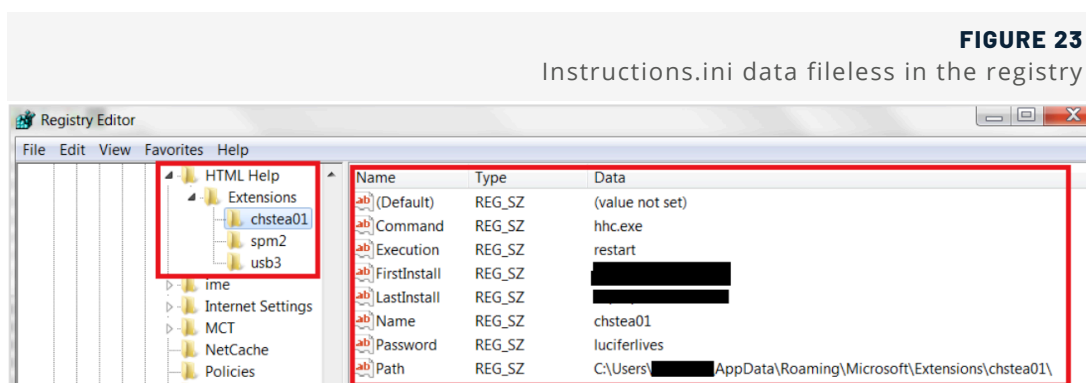 FIGURE 23
Instructions.ini data fileless in the registry
Registry Editor
File Edit View Favorites Help
HTML Help
Extensions
chstea01
spm2
usb3
ime
Internet Settings
MCT
NetCache
Policies
Name Type Data
(Default) REG_SZ (value not set)
Command REG_SZ hhc.exe
Execution REG_SZ restart
FirstInstall REG_SZ
LastInstall REG_SZ
Name REG_SZ chstea01
Password REG_SZ luciferlives
Path REG_SZ C:\Users\ AppData\Roaming\Microsoft\Extensions\chstea01\